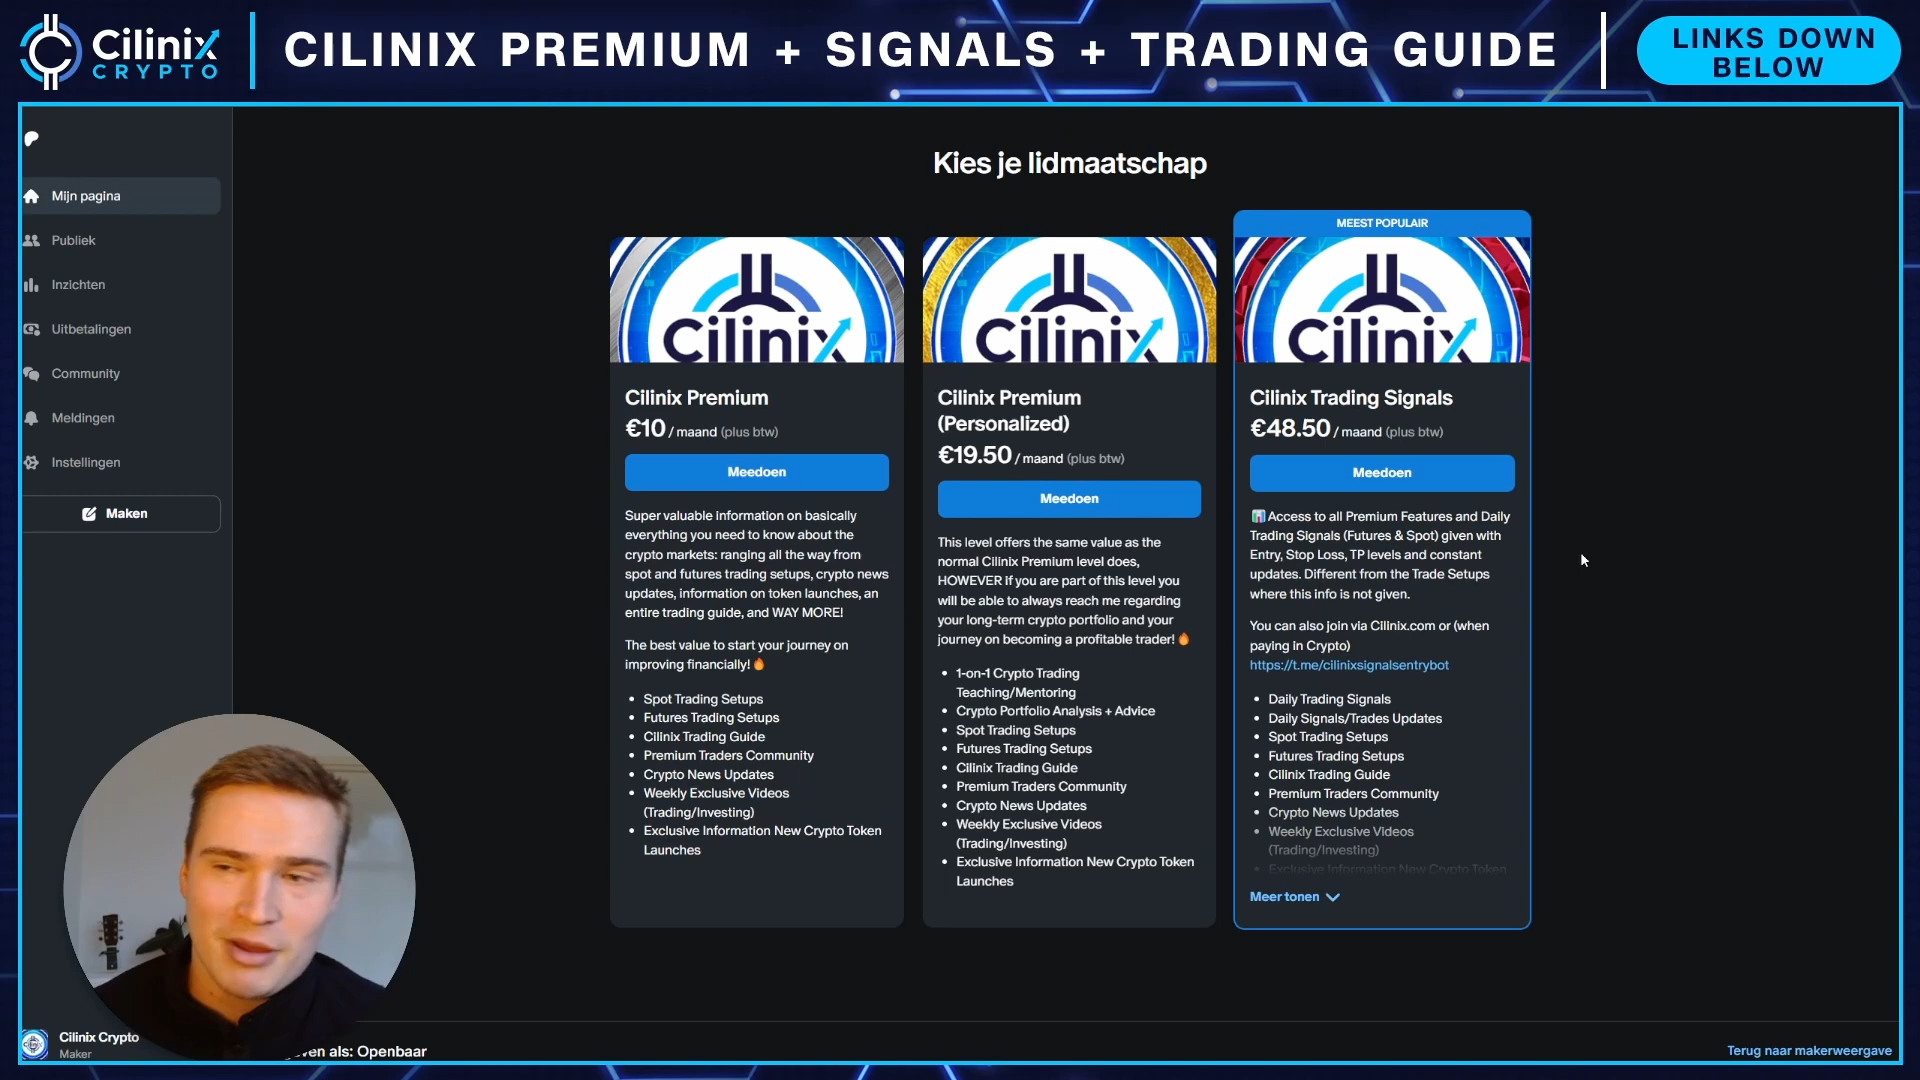 Cilinix
CRYPTO
CILINIX PREMIUM + SIGNALS + TRADING GUIDE
LINKS DOWN
BELOW
Mijn pagina
Publiek
Inzichten
Uitbetalingen
Community
Meldingen
Instellingen
Maken
Kies je lidmaatschap
Cilinix
Cilinix Premium
€10 / maand (plus btw)
Meedoen
Super valuable information on basically
everything you need to know about the
crypto markets: ranging all the way from
spot and futures trading setups, crypto news
updates, information on token launches, an
entire trading guide, and WAY MORE!
The best value to start your journey on
improving financially!🔥
• Spot Trading Setups
• Futures Trading Setups
• Cilinix Trading Guide
• Premium Traders Community
• Crypto News Updates
• Weekly Exclusive Videos
(Trading/Investing)
• Exclusive Information New Crypto Token
Launches
Cilinix
Cilinix Premium
(Personalized)
€19.50 / maand (plus btw)
Meedoen
This level offers the same value as the
normal Cilinix Premium level does,
HOWEVER if you are part of this level you
will be able to always reach me regarding
your long-term crypto portfolio and your
journey on becoming a profitable trader!🔥
• 1-on-1 Crypto Trading
Teaching/Mentoring
• Crypto Portfolio Analysis + Advice
• Spot Trading Setups
• Futures Trading Setups
• Cilinix Trading Guide
• Premium Traders Community
• Crypto News Updates
• Weekly Exclusive Videos
(Trading/Investing)
• Exclusive Information New Crypto Token
Launches
MEEST POPULAIR
Cilinix
Cilinix Trading Signals
€48.50 / maand (plus btw)
Meedoen
📊Access to all Premium Features and Daily
Trading Signals (Futures & Spot) given with
Entry, Stop Loss, TP levels and constant
updates. Different from the Trade Setups
where this info is not given.
You can also join via Cilinix.com or (when
paying in Crypto)
https://t.me/cilinixsignalsentrybot
• Daily Trading Signals
• Daily Signals/Trades Updates
• Spot Trading Setups
• Futures Trading Setups
• Cilinix Trading Guide
• Premium Traders Community
• Crypto News Updates
• Weekly Exclusive Videos
(Trading/Investing)
• Exclusive Information New Crypto Token
Meer tonen
Cilinix Crypto
Maker
als: Openbaar
Terug naar makerweergave